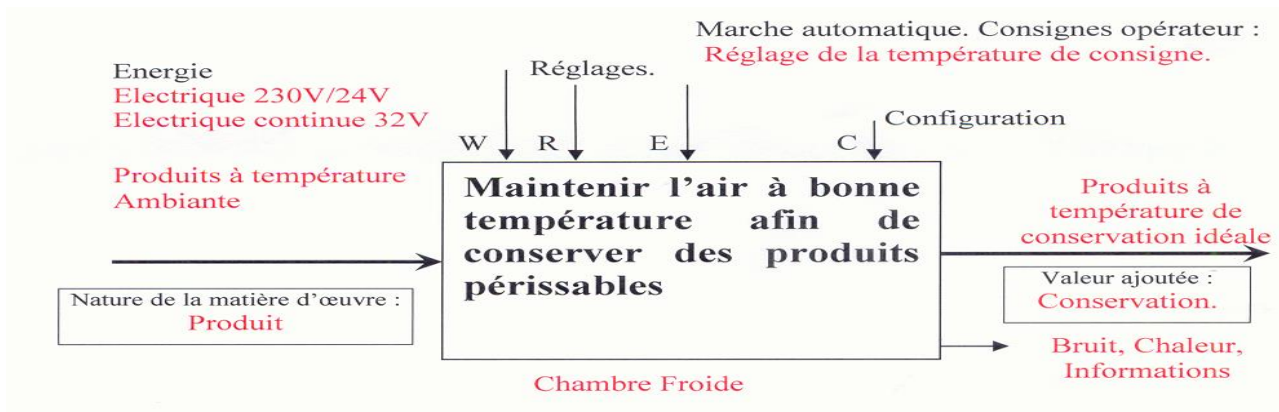 Marche automatique. Consignes opérateur :
Réglage de la température de consigne.
Energie
Electrique 230V/24V
Electrique continue 32V
Réglages.
Configuration
W R E C
Produits à température
Ambiante
Maintenir l’air à bonne
température afin de
conserver des produits
périssables
Produits à
température de
conservation idéale
Nature de la matière d’œuvre :
Produit
Valeur ajoutée :
Conservation.
Bruit, Chaleur,
Informations
Chambre Froide